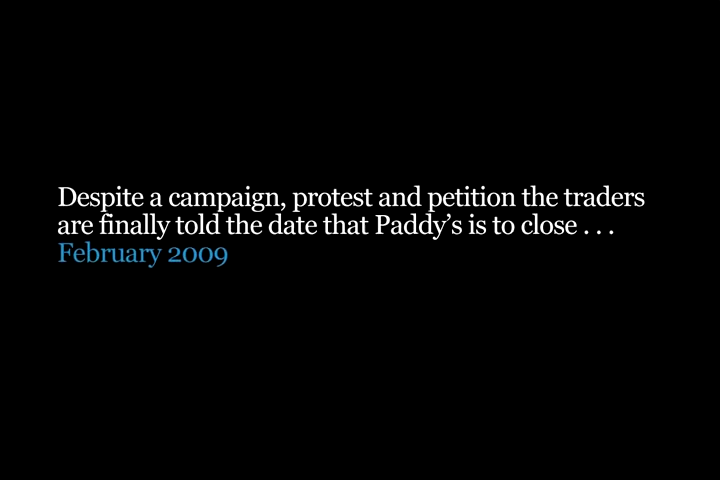 Despite a campaign, protest and petition the traders
are finally told the date that Paddy’s is to close . . .
February 2009